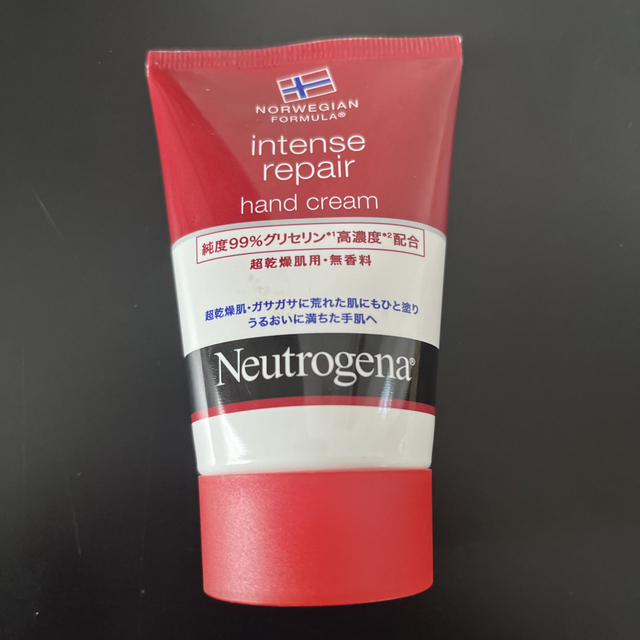 NORWEGIAN
FORMULA®
intense
repair
hand cream
純度99%グリセリン*1高濃度*2配合
超乾燥肌用・無香料
超乾燥肌・ガサガサに荒れた肌にもひと塗り
うるおいに満ちた手肌へ
Neutrogena®